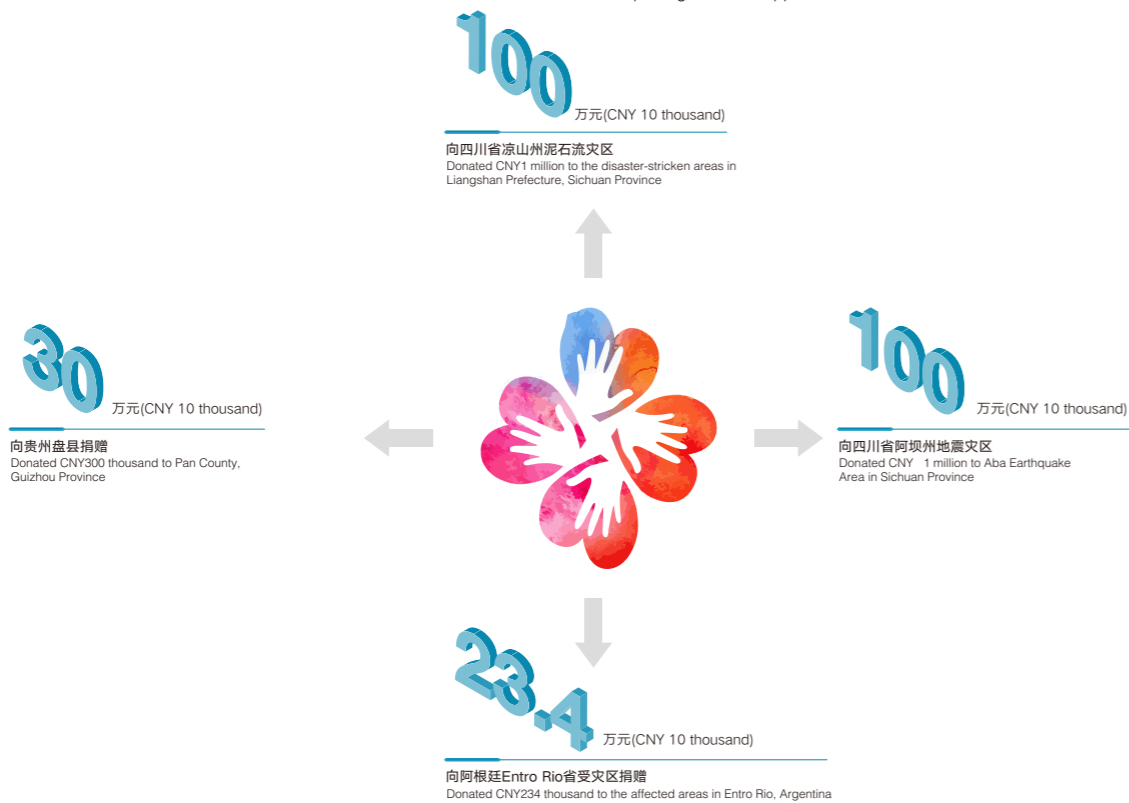 100
万元(CNY 10 thousand)
向四川省凉山州泥石流灾区
Donated CNY1 million to the disaster-stricken areas in
Liangshan Prefecture, Sichuan Province
30
万元(CNY 10 thousand)
向贵州盘县捐赠
Donated CNY300 thousand to Pan County,
Guizhou Province
100
万元(CNY 10 thousand)
向四川省阿坝州地震灾区
Donated CNY 1 million to Aba Earthquake
Area in Sichuan Province
23.4
万元(CNY 10 thousand)
向阿根廷Entro Rio省受灾区捐赠
Donated CNY234 thousand to the affected areas in Entro Rio, Argentina